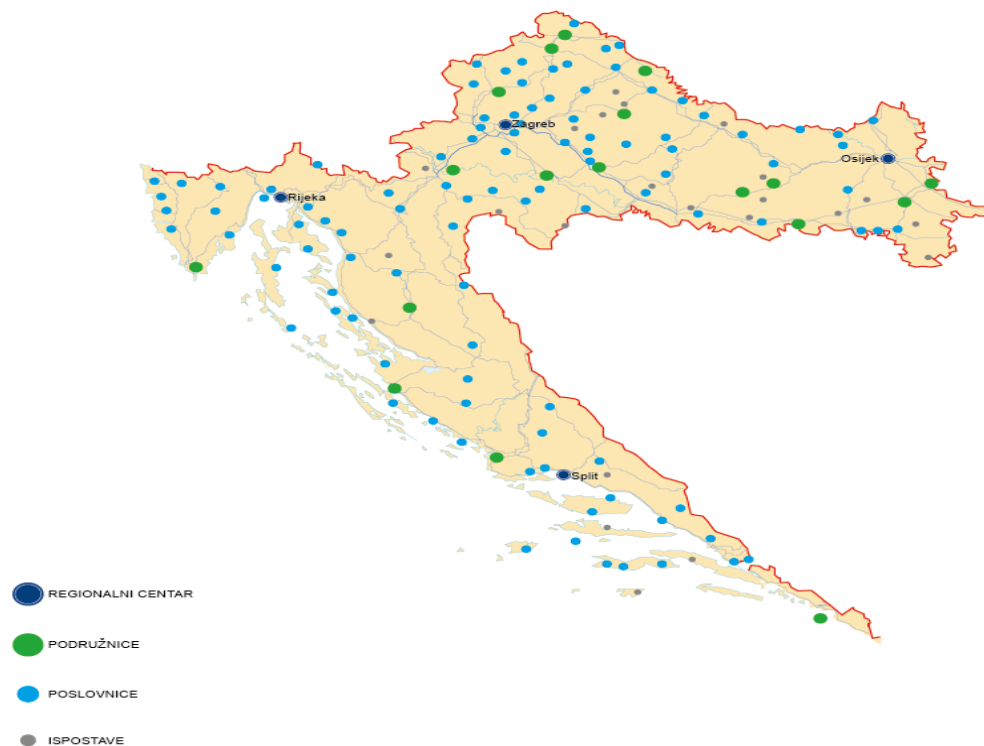 Zagreb
Osijek
Rijeka
Split
REGIONALNI CENTAR
PODRUŽNICE
POSLOVNICE
ISPOSTAVE